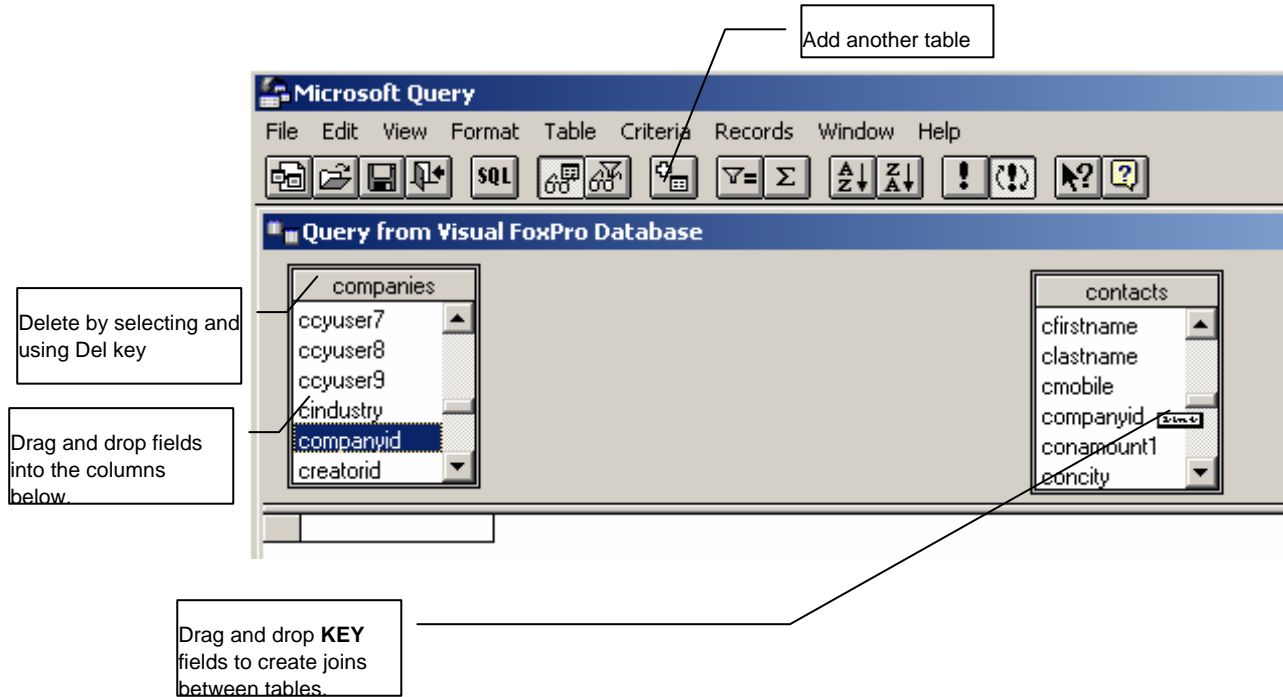 Add another table
Microsoft Query
File Edit View Format Table Criteria Records Window Help
SQL
Query from Visual FoxPro Database
companies
ccyuser7
ccyuser8
ccyuser9
cindustry
companyid
creatorid
contacts
cfirstname
clastname
cmobile
companyid
conamount1
concity
Delete by selecting and
using Del key
Drag and drop fields
into the columns
below.
Drag and drop KEY
fields to create joins
between tables.